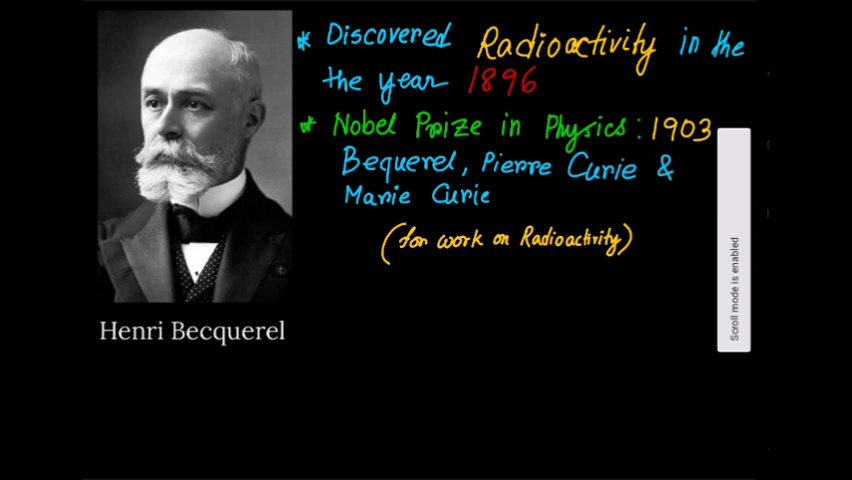 * Discovered Radioactivity in the
the year 1896
* Nobel Prize in Physics : 1903
Bequerel, Pierre Curie &
Marie Curie
(for work on Radioactivity)
Henri Becquerel
Scroll mode is enabled